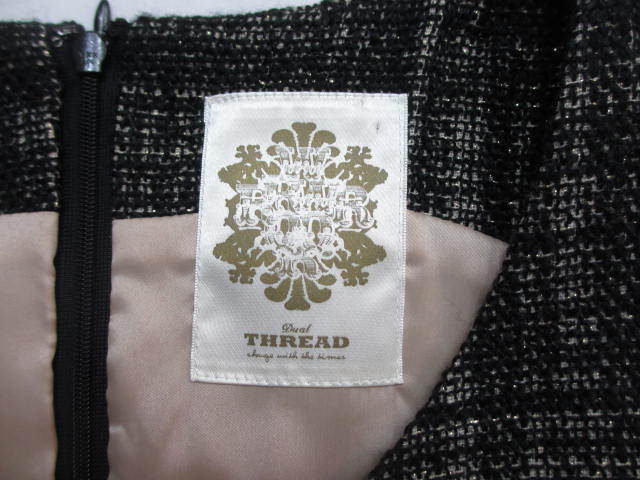 Dual
THREAD
change with the times